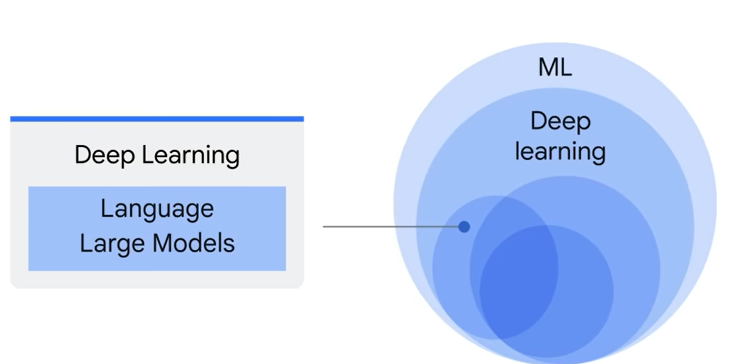 Deep Learning
Language
Large Models
ML
Deep
learning